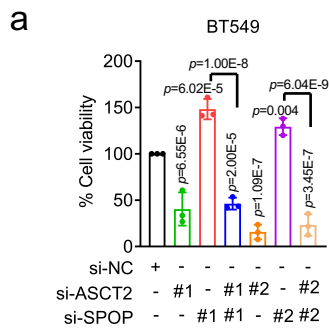 a
BT549
% Cell viability
200
150
100
50
0
p=1.00E-8
p=6.02E-5
p=6.04E-9
p=0.004
p=6.55E-6
p=2.00E-5
p=1.09E-7
p=3.45E-7
si-NC + - - - - - -
si-ASCT2 - #1 - #1 #2 - #2
si-SPOP - - #1 #1 - #2 #2